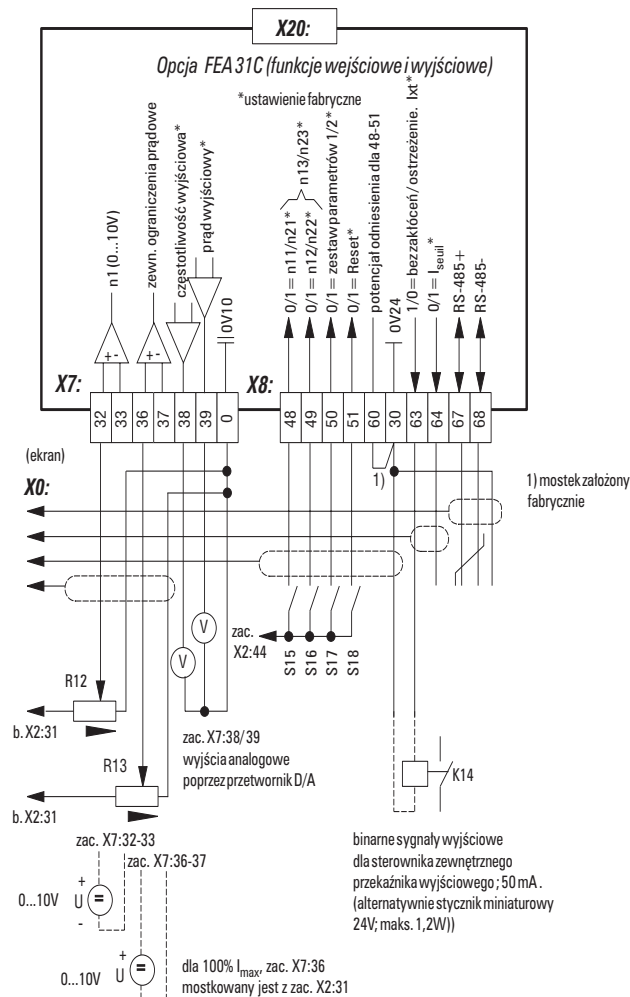 X20:
Opcja FEA 31C (funkcje wejściowe i wyjściowe)
*ustawienie fabryczne
n1 (0...10V)
zewn. ograniczenia prądowe
częstotliwość wyjściowa*
prąd wyjściowy*
0V10
n13/n23*
0/1 = n11/n21*
0/1 = n12/n22*
0/1 = zestaw parametrów 1/2*
0/1 = Reset*
potencjał odniesienia dla 48-51
0V24
1/0 = bez zakłóceń / ostrzeżenie. Ixt*
0/1 = Iseuil*
RS-485+
RS-485-
+ -
+ -
X7:
X8:
32 33 36 37 38 39 0
48 49 50 51 60 30 63 64 67 68
(ekran)
X0:
1)
1) mostek założony
fabrycznie
V
V
zac.
X2:44
S15 S16 S17 S18
R12
b. X2:31
R13
b. X2:31
zac. X7:38/39
wyjścia analogowe
poprzez przetwornik D/A
K14
zac. X7:32-33
zac. X7:36-37
0...10V
+
U
-
=
binarne sygnały wyjściowe
dla sterownika zewnętrznego
przekaźnika wyjściowego ; 50 mA .
(alternatywnie stycznik miniaturowy
24V; maks. 1,2W))
0...10V
+
U
=
dla 100% Imax, zac. X7:36
mostkowany jest z zac. X2:31